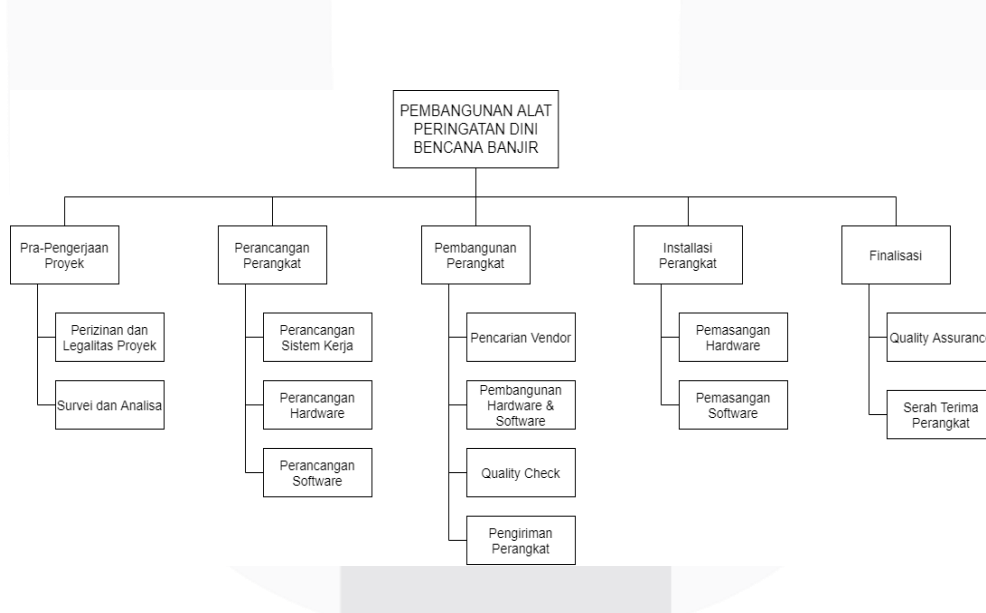 PEMBANGUNAN ALAT
PERINGATAN DINI
BENCANA BANJIR
Pra-Pengerjaan
Proyek
Perizinan dan
Legalitas Proyek
Survei dan Analisa
Perancangan
Perangkat
Perancangan
Sistem Kerja
Perancangan
Hardware
Perancangan
Software
Pembangunan
Perangkat
Pencarian Vendor
Pembangunan
Hardware &
Software
Quality Check
Pengiriman
Perangkat
Installasi
Perangkat
Pemasangan
Hardware
Pemasangan
Software
Finalisasi
Quality Assurance
Serah Terima
Perangkat